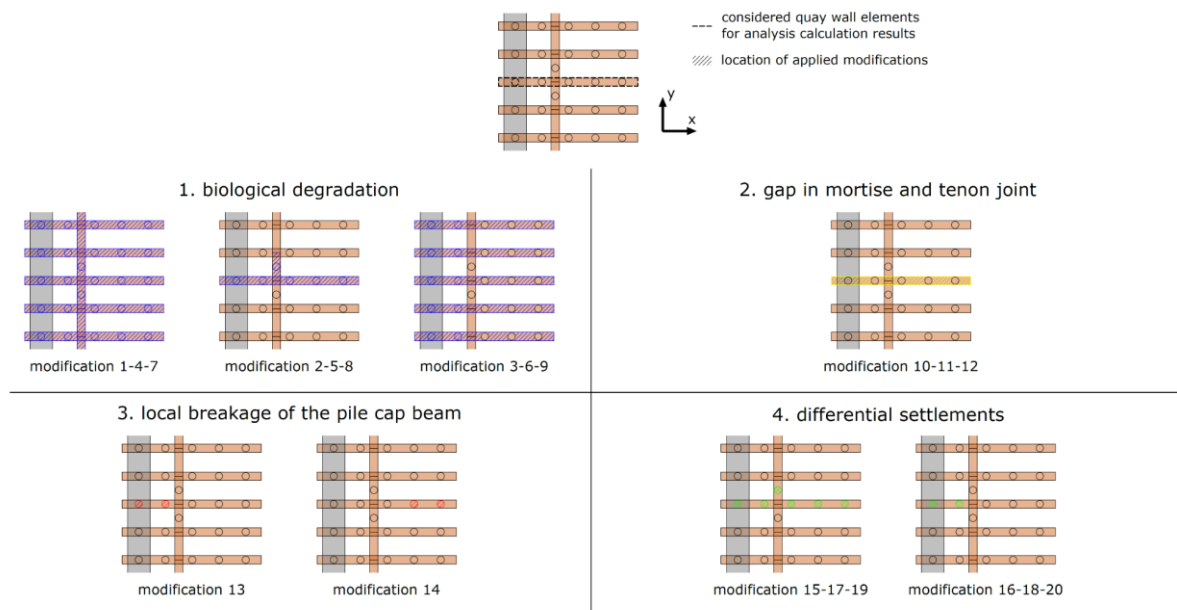 considered quay wall elements
for analysis calculation results
location of applied modifications
y
x
1. biological degradation
modification 1-4-7
modification 2-5-8
modification 3-6-9
2. gap in mortise and tenon joint
modification 10-11-12
3. local breakage of the pile cap beam
modification 13
modification 14
4. differential settlements
modification 15-17-19
modification 16-18-20